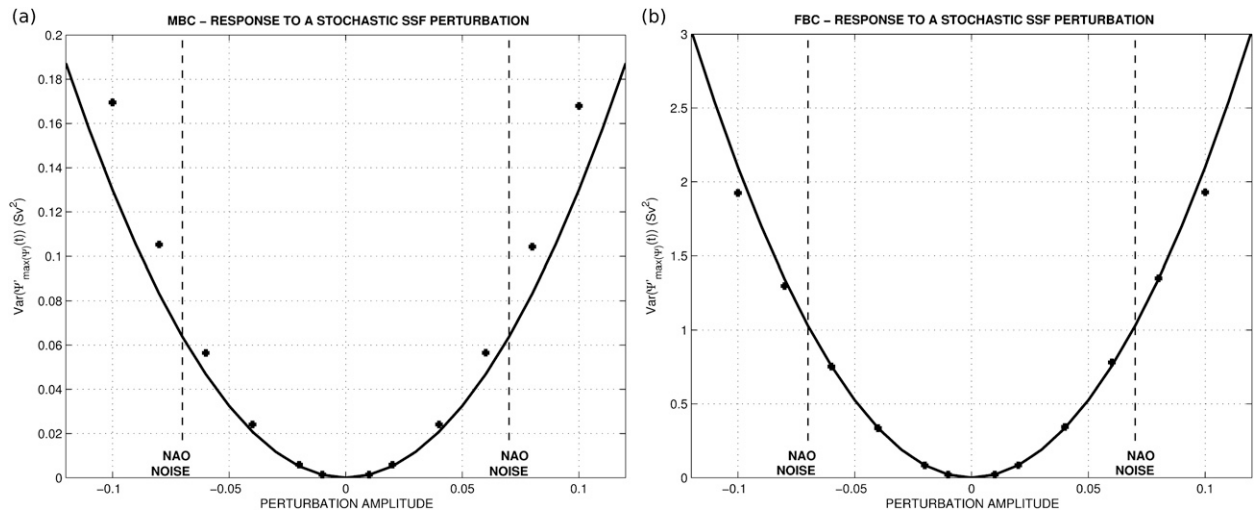 (a)
MBC – RESPONSE TO A STOCHASTIC SSF PERTURBATION
0.2
0.18
0.16
0.14
0.12
0.1
0.08
0.06
0.04
0.02
0
Var(Ψ'max(Ψ)(t)) (Sv²)
NAO
NOISE
NAO
NOISE
−0.1
−0.05
0
0.05
0.1
PERTURBATION AMPLITUDE
(b)
FBC – RESPONSE TO A STOCHASTIC SSF PERTURBATION
3
2.5
2
1.5
1
0.5
0
Var(Ψ'max(Ψ)(t)) (Sv²)
NAO
NOISE
NAO
NOISE
−0.1
−0.05
0
0.05
0.1
PERTURBATION AMPLITUDE